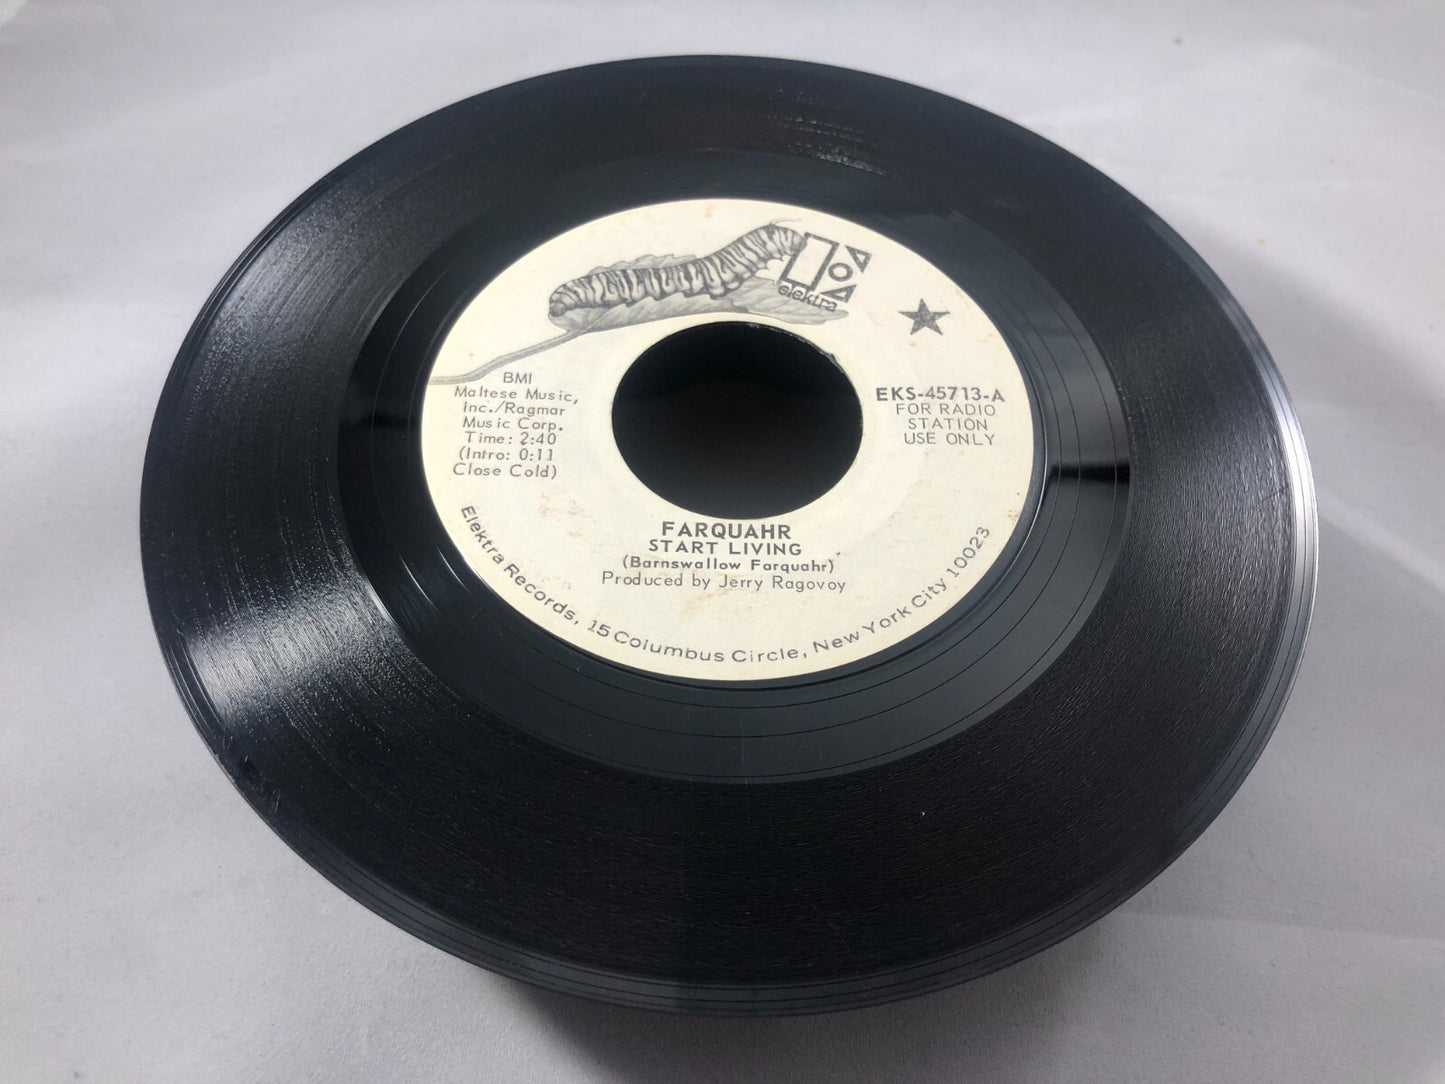 elektra
BMI
Maltese Music,
Inc./Ragmar
Music Corp.
Time: 2:40
(Intro: 0:11
Close Cold)
EKS-45713-A
FOR RADIO
STATION
USE ONLY
FARQUAHR
START LIVING
(Barnswallow Farquahr)
Produced by Jerry Ragovoy
Elektra Records, 15 Columbus Circle, New York City 10023